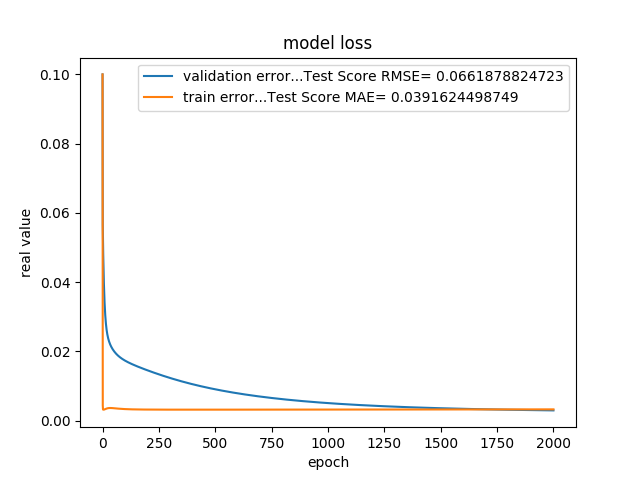 model loss
validation error...Test Score RMSE= 0.0661878824723
train error...Test Score MAE= 0.0391624498749
real value
0.10
0.08
0.06
0.04
0.02
0.00
0 250 500 750 1000 1250 1500 1750 2000
epoch